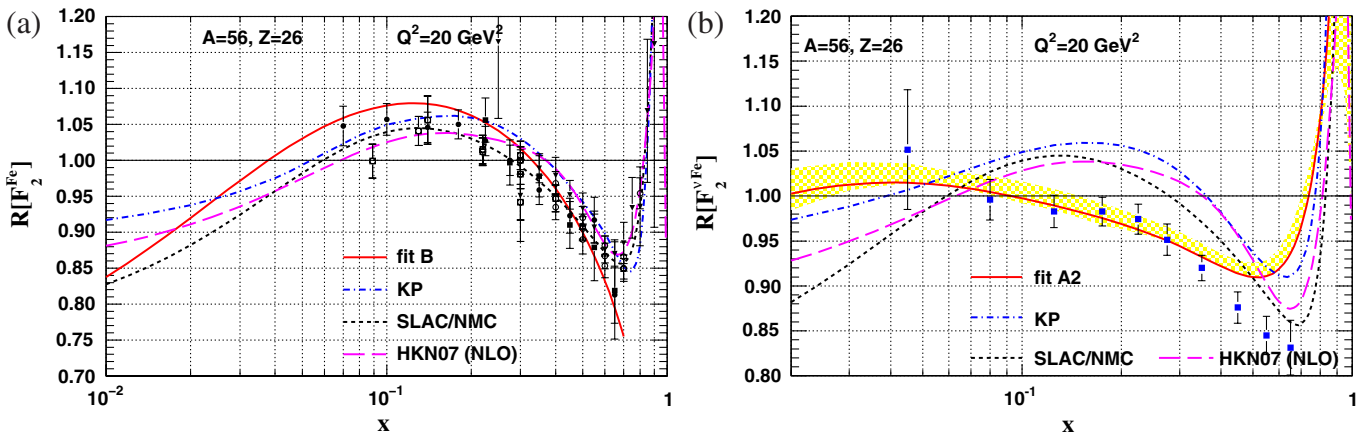 (a)
A=56, Z=26
Q²=20 GeV²
R[F₂^Fe]
1.20
1.15
1.10
1.05
1.00
0.95
0.90
0.85
0.80
0.75
0.70
fit B
KP
SLAC/NMC
HKN07 (NLO)
10⁻²
10⁻¹
1
x
(b)
A=56, Z=26
Q²=20 GeV²
R[F₂^νFe]
1.20
1.15
1.10
1.05
1.00
0.95
0.90
0.85
0.80
fit A2
KP
SLAC/NMC
HKN07 (NLO)
10⁻¹
1
x